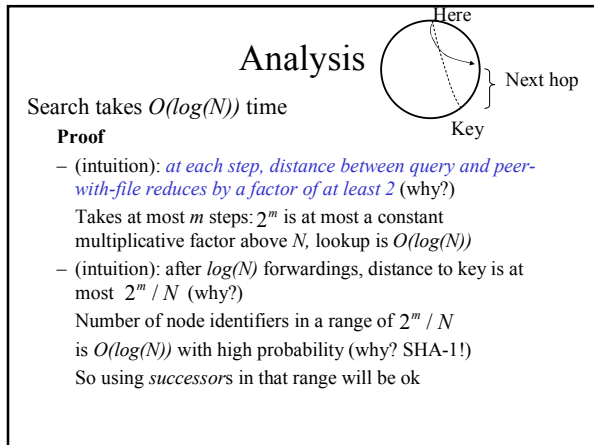 Here
Analysis
Next hop
Search takes O(log(N)) time
Key
Proof
– (intuition): at each step, distance between query and peer-
with-file reduces by a factor of at least 2 (why?)
Takes at most m steps: 2^m is at most a constant
multiplicative factor above N, lookup is O(log(N))
– (intuition): after log(N) forwardings, distance to key is at
most 2^m / N (why?)
Number of node identifiers in a range of 2^m / N
is O(log(N)) with high probability (why? SHA-1!)
So using successors in that range will be ok